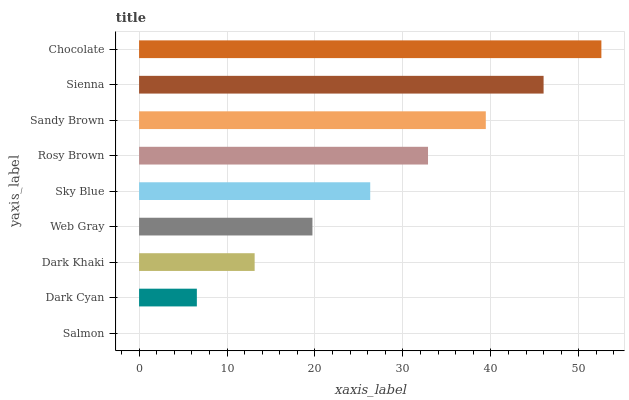 title
Chocolate
Sienna
Sandy Brown
Rosy Brown
Sky Blue
Web Gray
Dark Khaki
Dark Cyan
Salmon
yaxis_label
0 10 20 30 40 50
xaxis_label